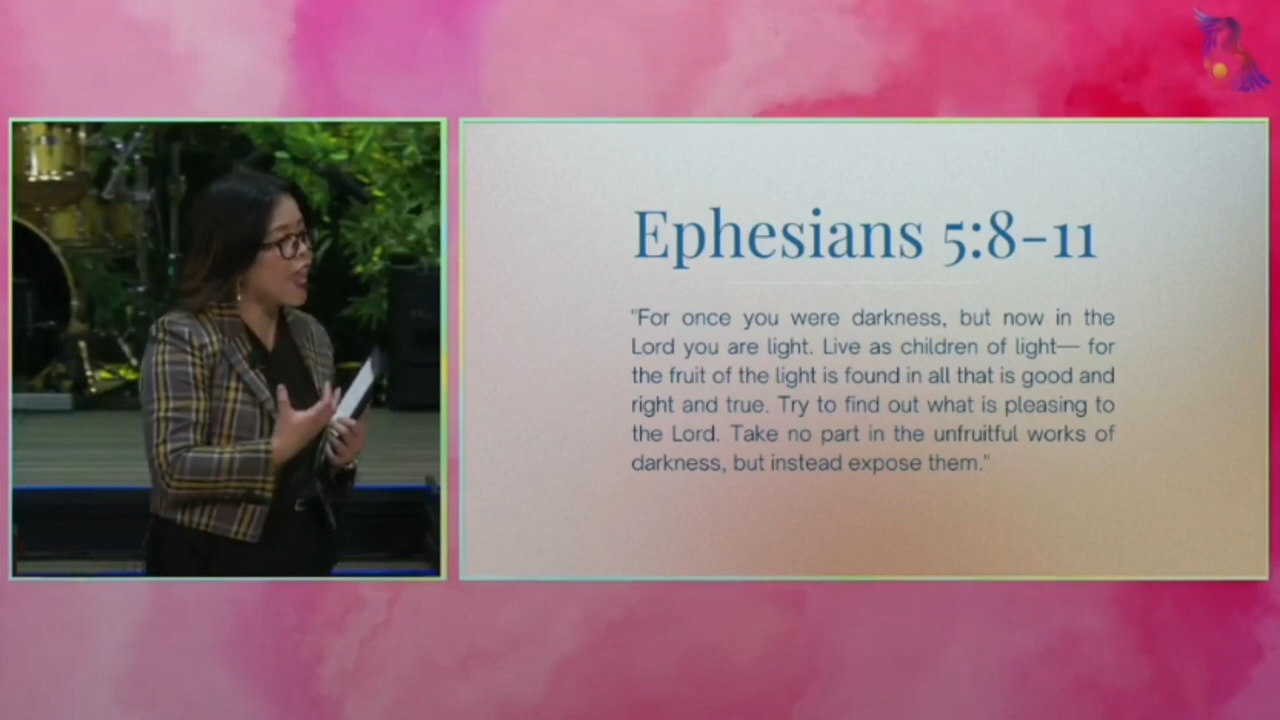 Ephesians 5:8-11
"For once you were darkness, but now in the
Lord you are light. Live as children of light— for
the fruit of the light is found in all that is good and
right and true. Try to find out what is pleasing to
the Lord. Take no part in the unfruitful works of
darkness, but instead expose them."